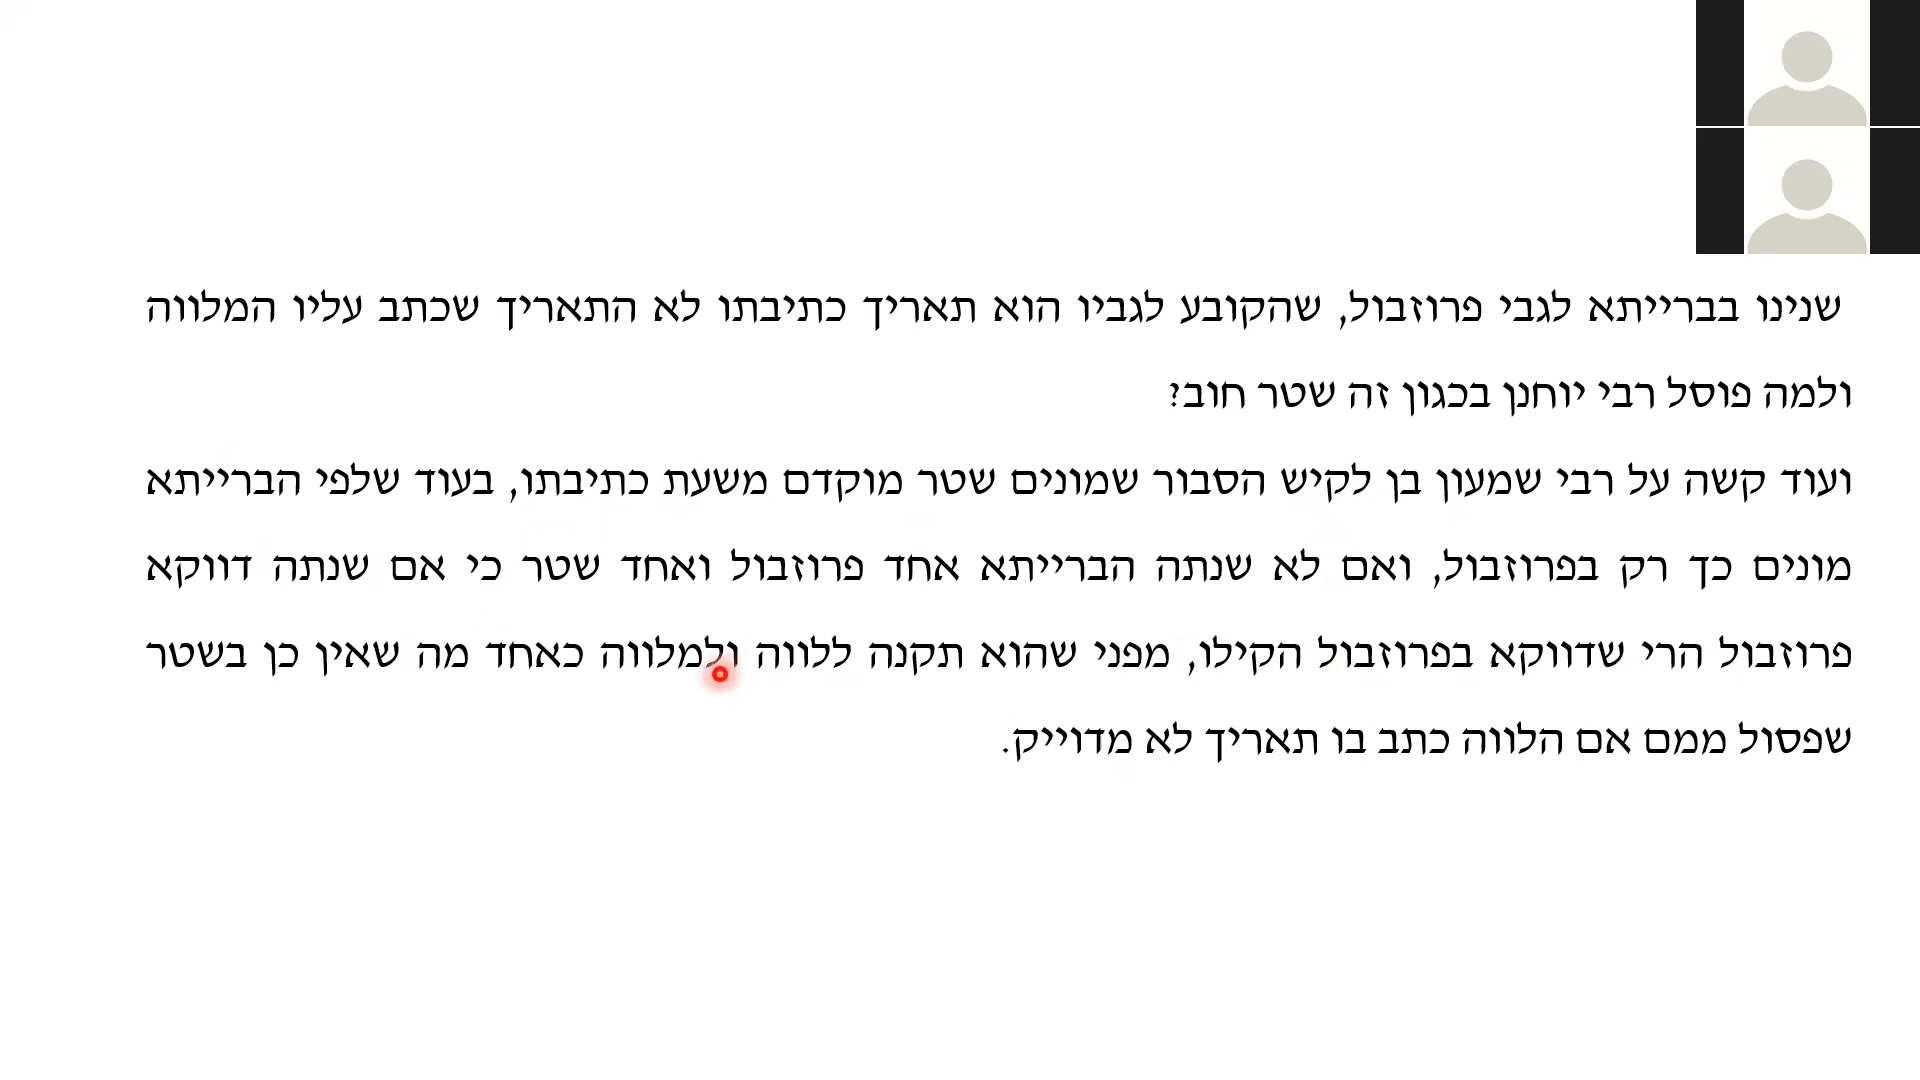 שנינו בברייתא לגבי פרוזבול, שהקובע לגביו הוא תאריך כתיבתו לא התאריך שכתב עליו המלווה
ולמה פוסל רבי יוחנן בכגון זה שטר חוב?
ועוד קשה על רבי שמעון בן לקיש הסבור שמונים שטר מוקדם משעת כתיבתו, בעוד שלפי הברייתא
מונים כך רק בפרוזבול, ואם לא שנתה הברייתא אחד פרוזבול ואחד שטר כי אם שנתה דווקא
פרוזבול הרי שדווקא בפרוזבול הקילו, מפני שהוא תקנה ללווה ולמלווה כאחד מה שאין כן בשטר
שפסול ממם אם הלווה כתב בו תאריך לא מדוייק.